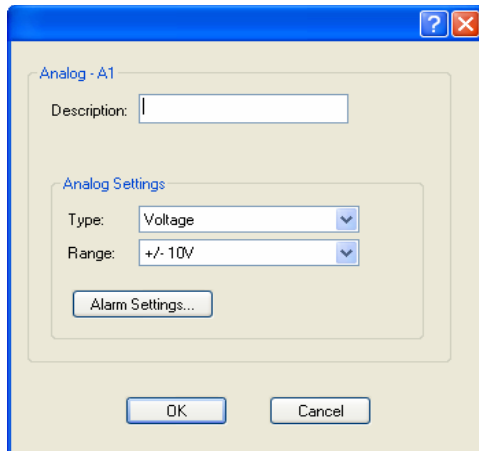 Analog - A1
Description:
Analog Settings
Type: Voltage
Range: +/- 10V
Alarm Settings...
OK Cancel